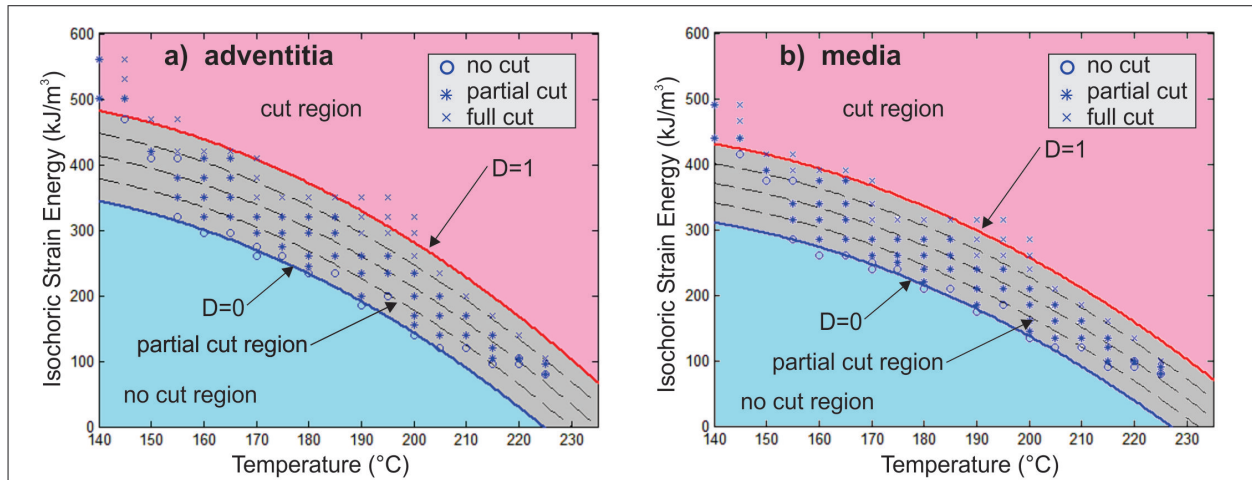 a) adventitia
no cut
partial cut
full cut
cut region
D=1
D=0
partial cut region
no cut region
Isochoric Strain Energy (kJ/m³)
600
500
400
300
200
100
0
140 150 160 170 180 190 200 210 220 230
Temperature (°C)
b) media
no cut
partial cut
full cut
cut region
D=1
D=0
partial cut region
no cut region
Isochoric Strain Energy (kJ/m³)
600
500
400
300
200
100
0
140 150 160 170 180 190 200 210 220 230
Temperature (°C)